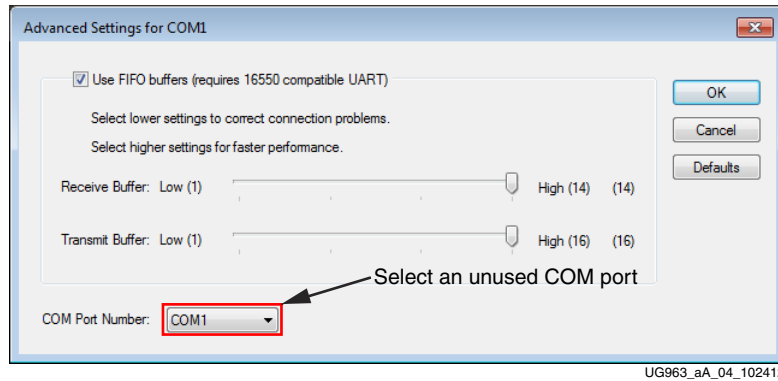 Advanced Settings for COM1
Use FIFO buffers (requires 16550 compatible UART)
OK
Select lower settings to correct connection problems.
Cancel
Select higher settings for faster performance.
Defaults
Receive Buffer: Low (1) High (14) (14)
Transmit Buffer: Low (1) High (16) (16)
Select an unused COM port
COM Port Number: COM1
UG963_aA_04_10241